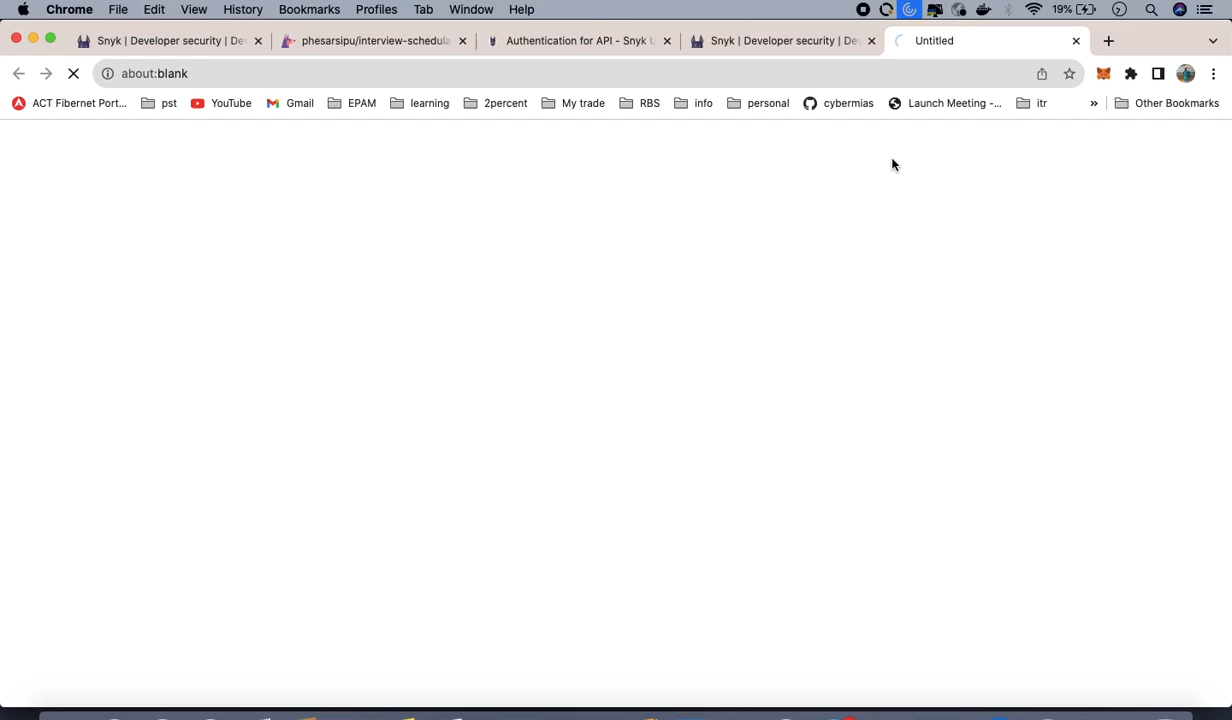 Chrome File Edit View History Bookmarks Profiles Tab Window Help 19%
Snyk | Developer security | De phesarsipu/interview-schedula Authentication for API - Snyk U Snyk | Developer security | De Untitled
about:blank
ACT Fibernet Port... pst YouTube Gmail EPAM learning 2percent My trade RBS info personal cybermias Launch Meeting -... itr » Other Bookmarks